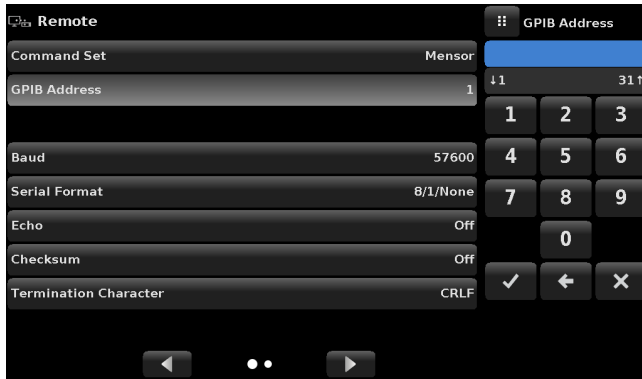 Remote
Command Set Mensor
GPIB Address 1
Baud 57600
Serial Format 8/1/None
Echo Off
Checksum Off
Termination Character CRLF
GPIB Address
↓1 31↑
1 2 3
4 5 6
7 8 9
0